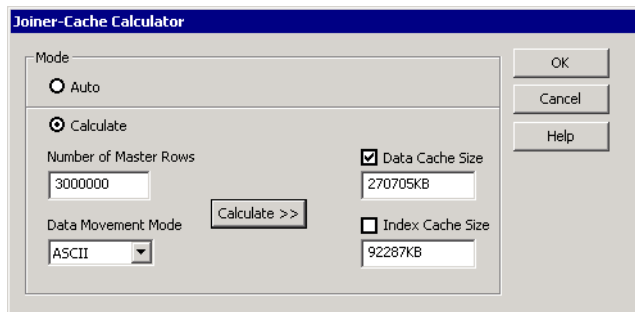 Joiner-Cache Calculator
Mode
Auto
Calculate
Number of Master Rows
3000000
Data Movement Mode
ASCII
Calculate >>
Data Cache Size
270705KB
Index Cache Size
92287KB
OK
Cancel
Help